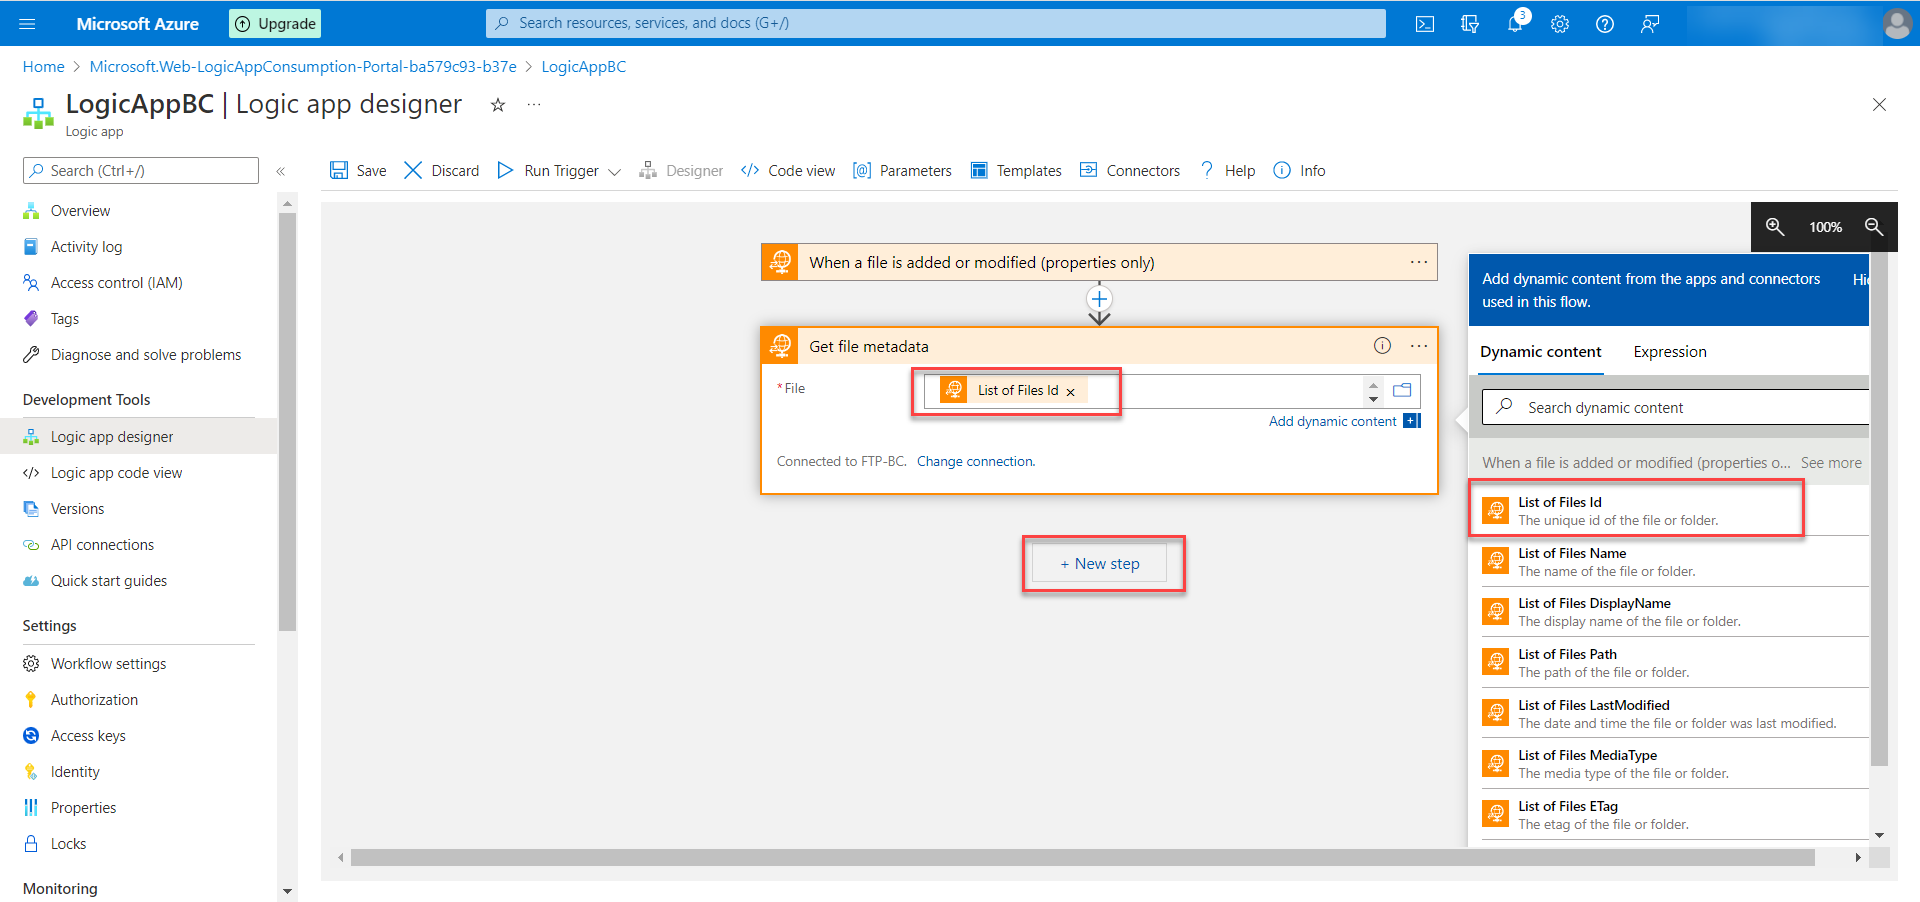 Microsoft Azure
Upgrade
Search resources, services, and docs (G+/)
3
Home > Microsoft.Web-LogicAppConsumption-Portal-ba579c93-b37e > LogicAppBC
LogicAppBC | Logic app designer
Logic app
Search (Ctrl+/)
Overview
Activity log
Access control (IAM)
Tags
Diagnose and solve problems
Development Tools
Logic app designer
Logic app code view
Versions
API connections
Quick start guides
Settings
Workflow settings
Authorization
Access keys
Identity
Properties
Locks
Monitoring
Save Discard Run Trigger Designer Code view Parameters Templates Connectors Help Info
100%
When a file is added or modified (properties only)
Get file metadata
* File
List of Files Id
Add dynamic content
Connected to FTP-BC. Change connection.
+ New step
Add dynamic content from the apps and connectors
used in this flow.
Hi
Dynamic content Expression
Search dynamic content
When a file is added or modified (properties o... See more
List of Files Id
The unique id of the file or folder.
List of Files Name
The name of the file or folder.
List of Files DisplayName
The display name of the file or folder.
List of Files Path
The path of the file or folder.
List of Files LastModified
The date and time the file or folder was last modified.
List of Files MediaType
The media type of the file or folder.
List of Files ETag
The etag of the file or folder.